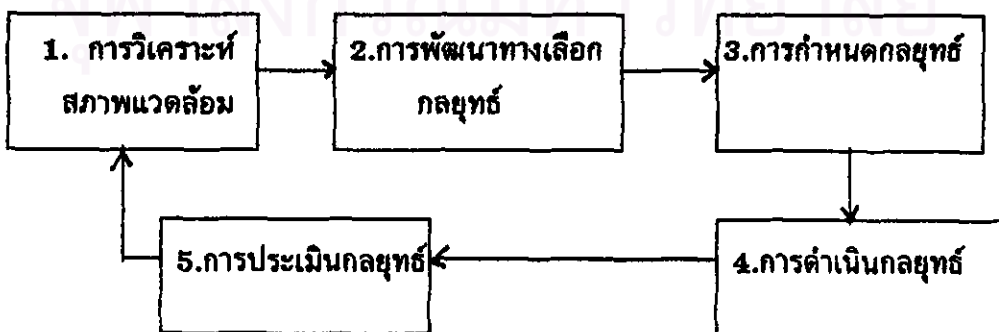 1. การวิเคราะห์
สภาพแวดล้อม
2.การพัฒนาทางเลือก
กลยุทธ์
3.การกำหนดกลยุทธ์
4.การดำเนินกลยุทธ์
5.การประเมินกลยุทธ์